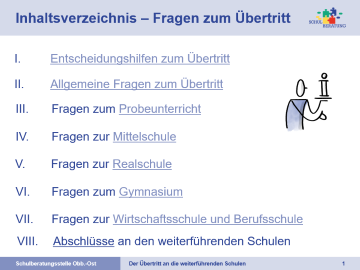 Inhaltsverzeichnis – Fragen zum Übertritt
SCHULBERATUNG
I. Entscheidungshilfen zum Übertritt
II. Allgemeine Fragen zum Übertritt
III. Fragen zum Probeunterricht
IV. Fragen zur Mittelschule
V. Fragen zur Realschule
VI. Fragen zum Gymnasium
VII. Fragen zur Wirtschaftsschule und Berufsschule
VIII. Abschlüsse an den weiterführenden Schulen
Schulberatungsstelle Obb.-Ost Der Übertritt an die weiterführenden Schulen 1